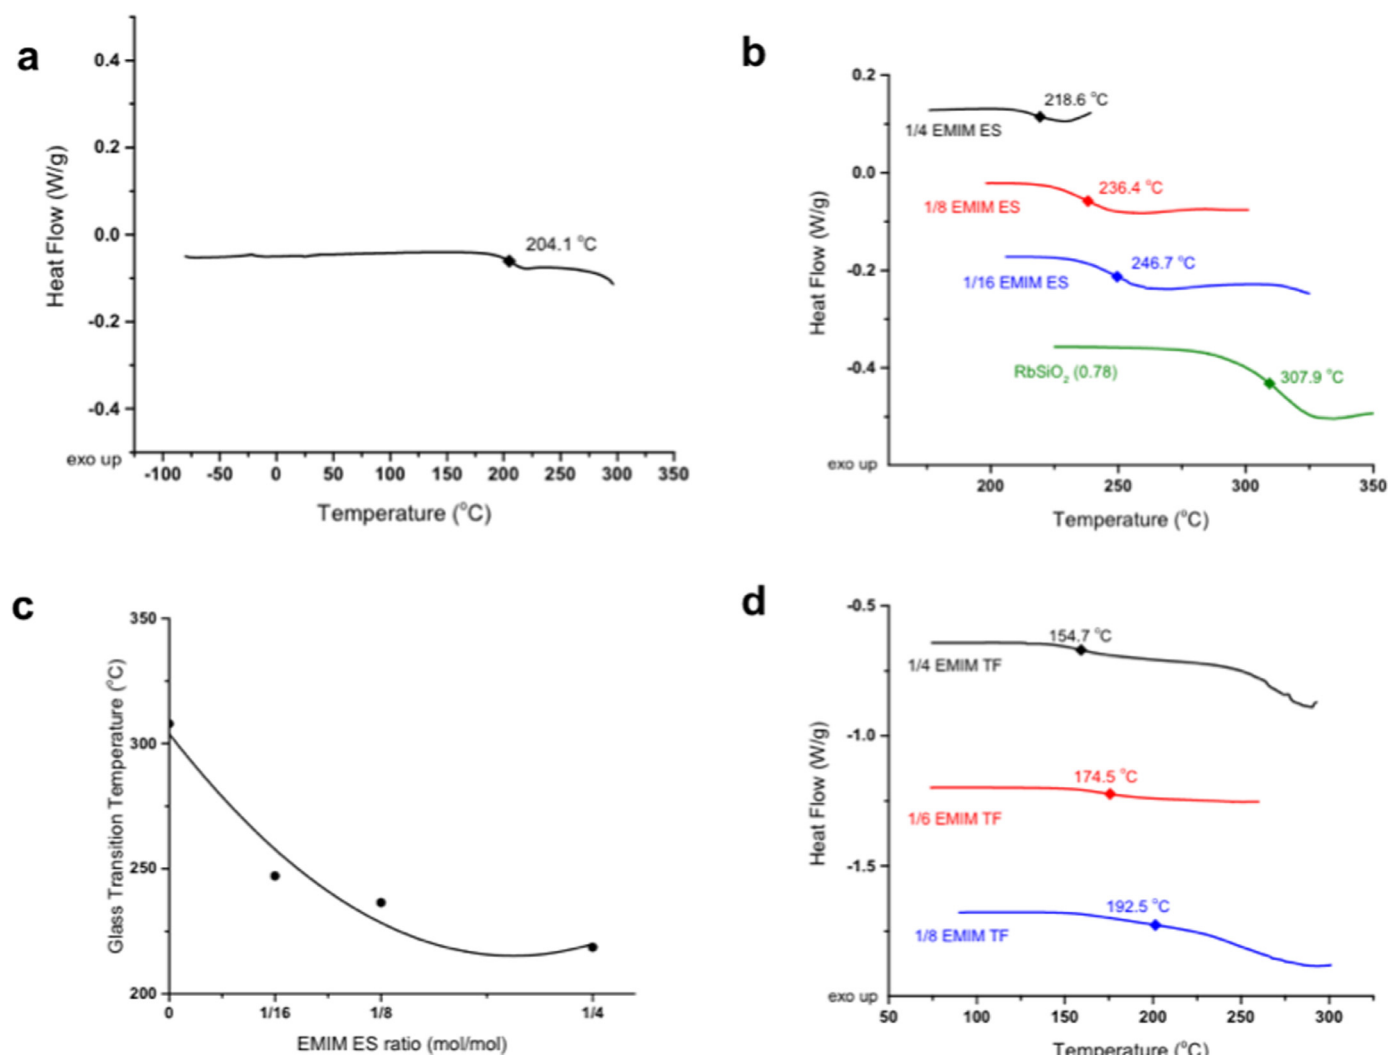 a
0.4
0.2
0.0
-0.2
-0.4
Heat Flow (W/g)
204.1 °C
exo up
-100 -50 0 50 100 150 200 250 300 350
Temperature (°C)
b
0.2
0.0
-0.2
-0.4
Heat Flow (W/g)
218.6 °C
1/4 EMIM ES
236.4 °C
1/8 EMIM ES
246.7 °C
1/16 EMIM ES
RbSiO₂ (0.78)
307.9 °C
exo up
200 250 300 350
Temperature (°C)
c
350
300
250
200
Glass Transition Temperature (°C)
0 1/16 1/8 1/4
EMIM ES ratio (mol/mol)
d
-0.5
-1.0
-1.5
Heat Flow (W/g)
154.7 °C
1/4 EMIM TF
174.5 °C
1/6 EMIM TF
192.5 °C
1/8 EMIM TF
exo up
50 100 150 200 250 300
Temperature (°C)